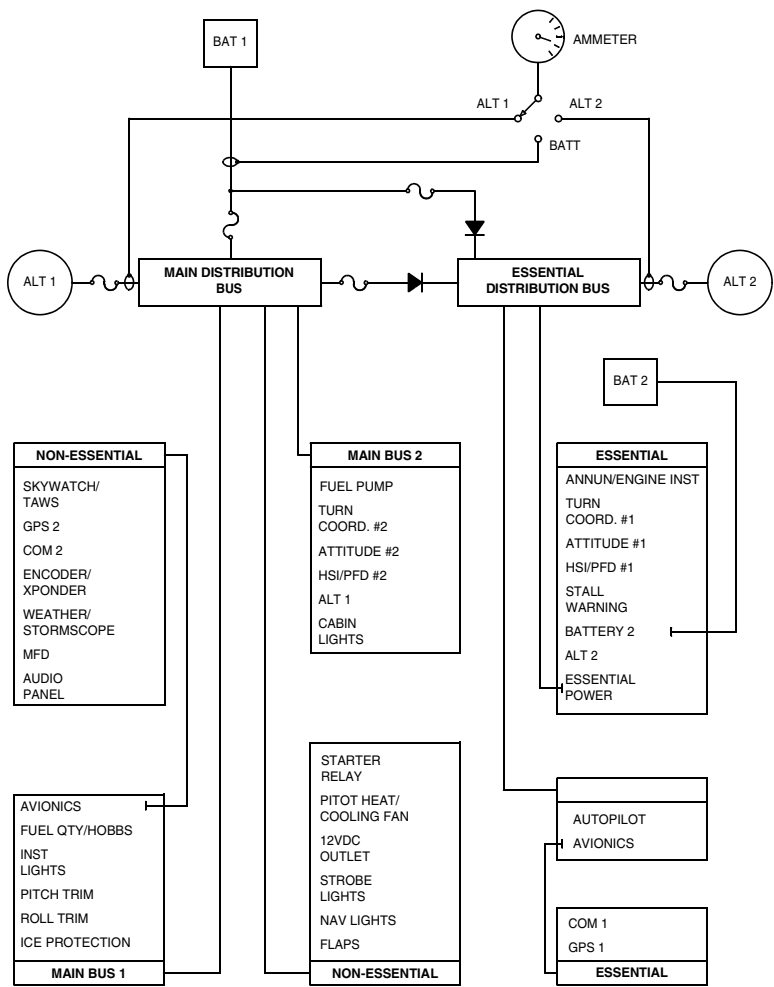 BAT 1
AMMETER
ALT 1
ALT 2
BATT
ALT 1
MAIN DISTRIBUTION
BUS
ESSENTIAL
DISTRIBUTION BUS
ALT 2
BAT 2
NON-ESSENTIAL
SKYWATCH/
TAWS
GPS 2
COM 2
ENCODER/
XPONDER
WEATHER/
STORMSCOPE
MFD
AUDIO
PANEL
MAIN BUS 2
FUEL PUMP
TURN
COORD. #2
ATTITUDE #2
HSI/PFD #2
ALT 1
CABIN
LIGHTS
ESSENTIAL
ANNUN/ENGINE INST
TURN
COORD. #1
ATTITUDE #1
HSI/PFD #1
STALL
WARNING
BATTERY 2
ALT 2
ESSENTIAL
POWER
AVIONICS
FUEL QTY/HOBBS
INST
LIGHTS
PITCH TRIM
ROLL TRIM
ICE PROTECTION
MAIN BUS 1
STARTER
RELAY
PITOT HEAT/
COOLING FAN
12VDC
OUTLET
STROBE
LIGHTS
NAV LIGHTS
FLAPS
NON-ESSENTIAL
AUTOPILOT
AVIONICS
COM 1
GPS 1
ESSENTIAL